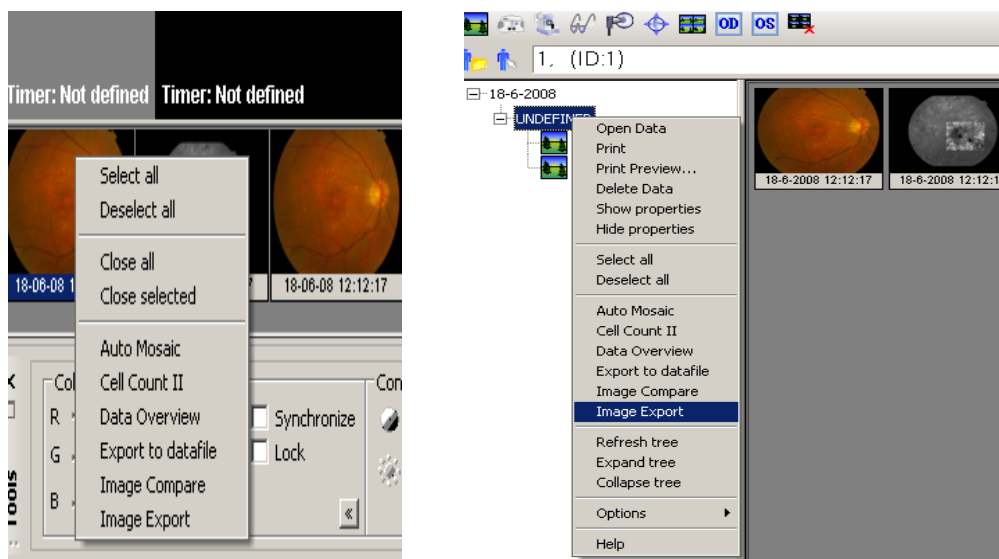 Timer: Not defined Timer: Not defined
Select all
Deselect all
Close all
Close selected
18-06-08 1
7
18-06-08 12:12:17
Auto Mosaic
Cell Count II
Data Overview
Export to datafile
Image Compare
Image Export
Col
R
G
B
Synchronize
Lock
Con
Tools
OD OS
1, (ID:1)
18-6-2008
UNDEFINED
Open Data
Print
Print Preview...
Delete Data
Show properties
Hide properties
Select all
Deselect all
Auto Mosaic
Cell Count II
Data Overview
Export to datafile
Image Compare
Image Export
Refresh tree
Expand tree
Collapse tree
Options
Help
18-6-2008 12:12:17
18-6-2008 12:12:1